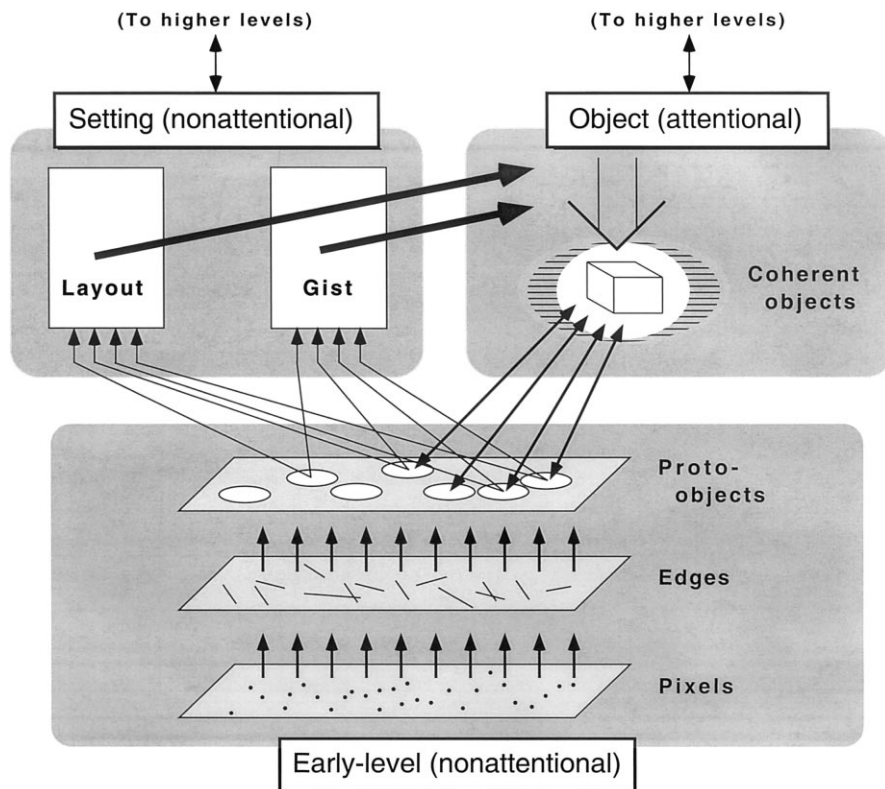 (To higher levels)
(To higher levels)
Setting (nonattentional)
Object (attentional)
Layout
Gist
Coherent
objects
Proto-
objects
Edges
Pixels
Early-level (nonattentional)